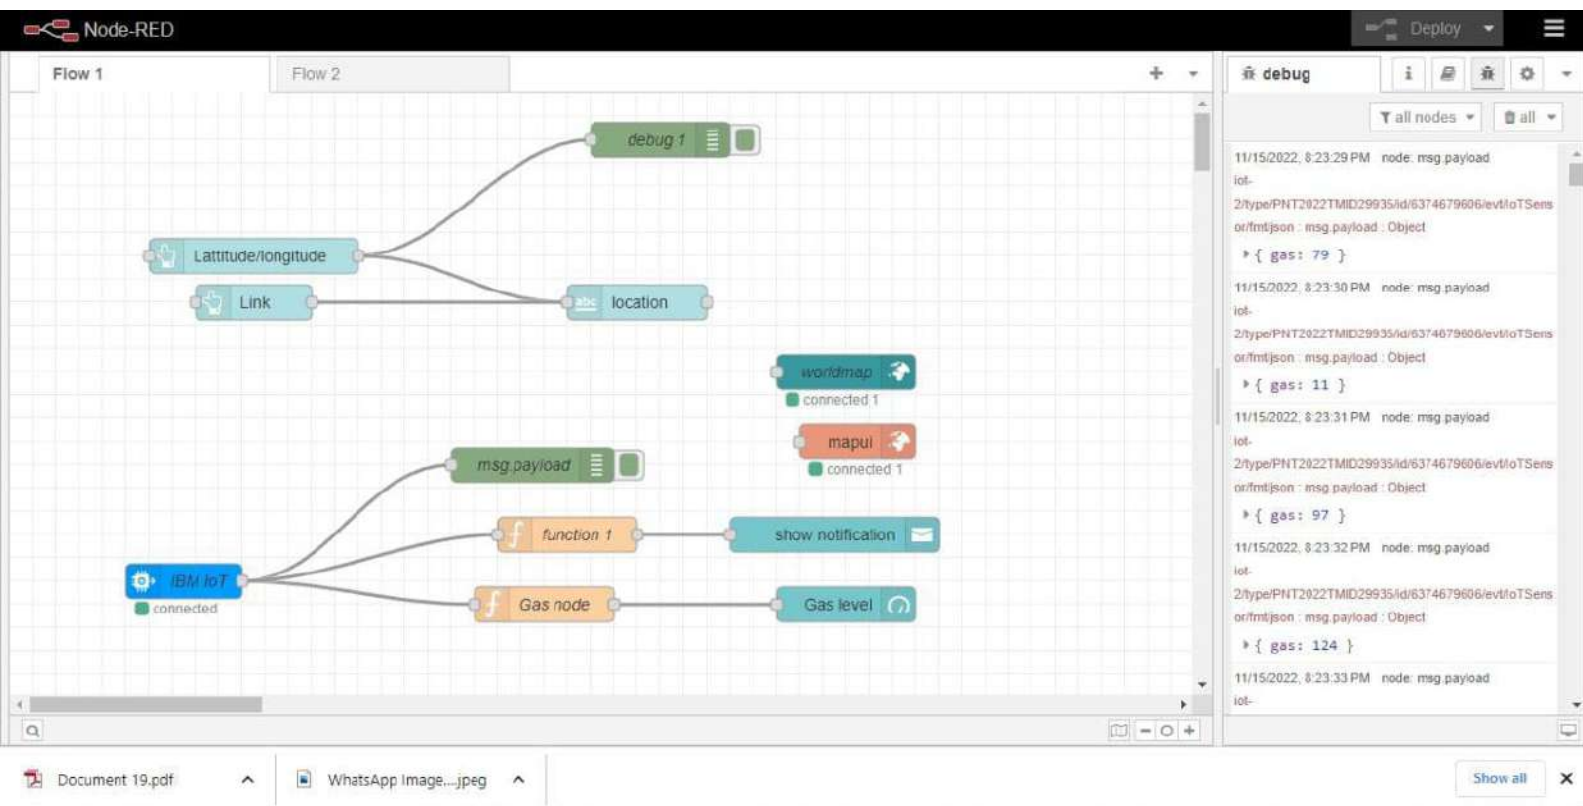 Node-RED
Deploy
Flow 1
Flow 2
debug
all nodes
all
debug 1
Lattitude/longitude
Link
abc
location
worldmap
connected 1
mapui
connected 1
msg.payload
function 1
show notification
IBM IoT
connected
Gas node
Gas level
11/15/2022, 8:23:29 PM node: msg.payload
iot-
2/type/PNT2022TMID29935/id/6374679606/evt/IoTSens
or/fmt/json : msg.payload : Object
{ gas: 79 }
11/15/2022, 8:23:30 PM node: msg.payload
iot-
2/type/PNT2022TMID29935/id/6374679606/evt/IoTSens
or/fmt/json : msg.payload : Object
{ gas: 11 }
11/15/2022, 8:23:31 PM node: msg.payload
iot-
2/type/PNT2022TMID29935/id/6374679606/evt/IoTSens
or/fmt/json : msg.payload : Object
{ gas: 97 }
11/15/2022, 8:23:32 PM node: msg.payload
iot-
2/type/PNT2022TMID29935/id/6374679606/evt/IoTSens
or/fmt/json : msg.payload : Object
{ gas: 124 }
11/15/2022, 8:23:33 PM node: msg.payload
iot-
Document 19.pdf
WhatsApp Image....jpeg
Show all